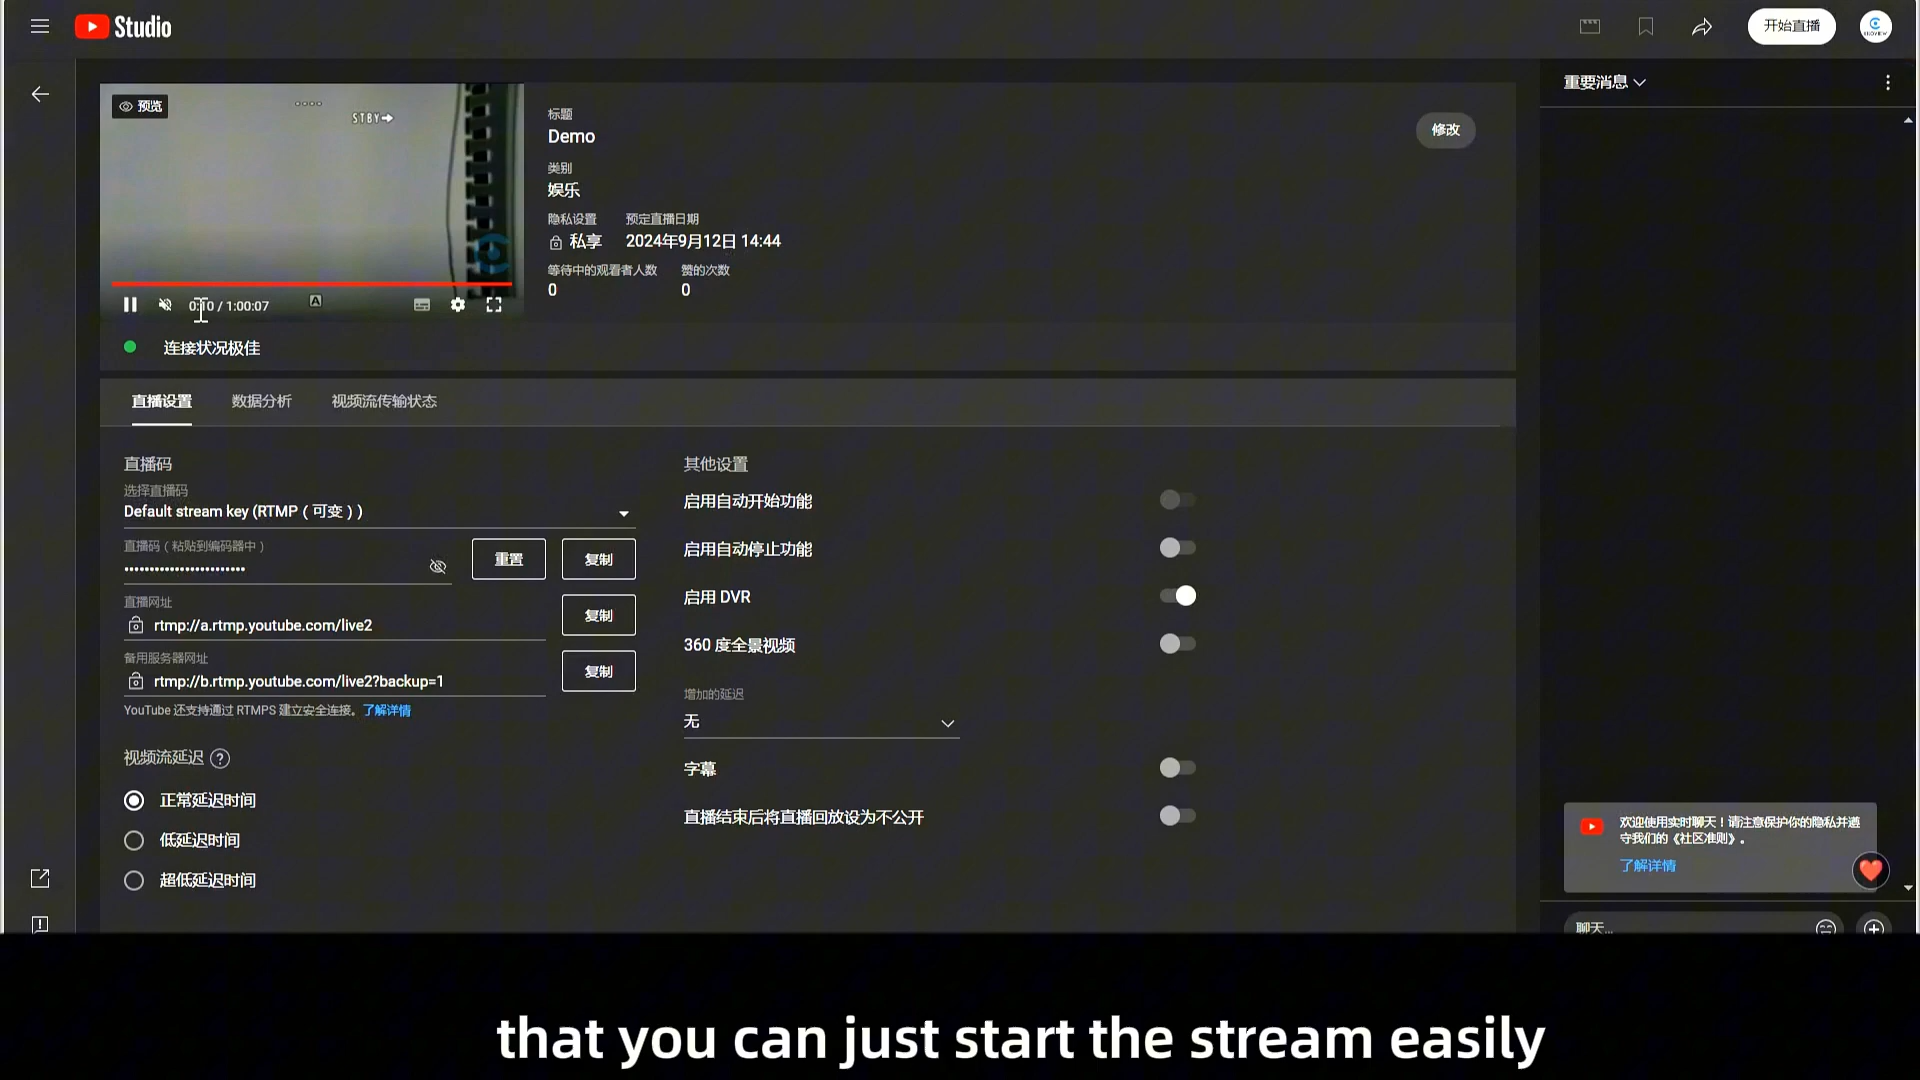 Studio
开始直播
预览
STBY
A
0:10 / 1:00:07
标题
Demo
修改
类别
娱乐
隐私设置
预定直播日期
私享
2024年9月12日 14:44
等待中的观看者人数
赞的次数
0
0
连接状况极佳
重要消息
直播设置
数据分析
视频流传输状态
直播码
选择直播码
Default stream key (RTMP（可变）)
直播码（粘贴到编码器中）
重置
复制
直播网址
rtmp://a.rtmp.youtube.com/live2
复制
备用服务器网址
rtmp://b.rtmp.youtube.com/live2?backup=1
复制
YouTube 还支持通过 RTMPS 建立安全连接。了解详情
视频流延迟
正常延迟时间
低延迟时间
超低延迟时间
其他设置
启用自动开始功能
启用自动停止功能
启用 DVR
360 度全景视频
增加的延迟
无
字幕
直播结束后将直播回放设为不公开
欢迎使用实时聊天！请注意保护你的隐私并遵
守我们的《社区准则》。
了解详情
聊天...
that you can just start the stream easily